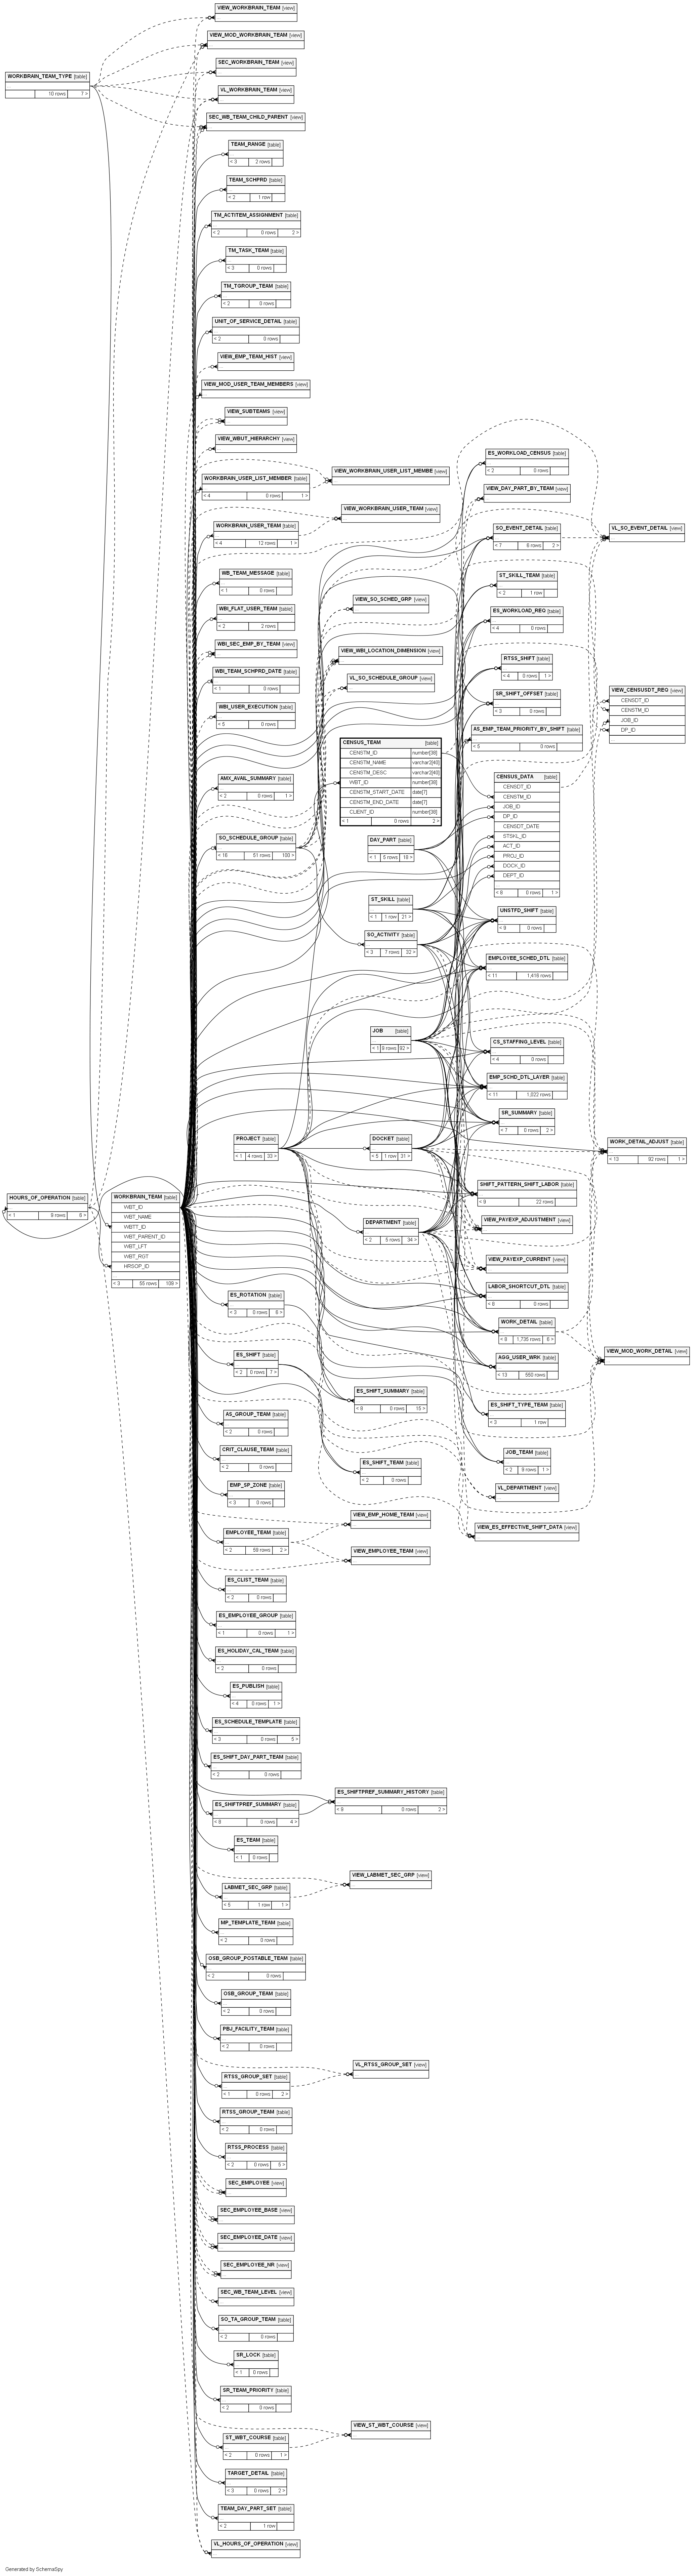 VIEW_WORKBRAIN_TEAM [view]
VIEW_MOD_WORKBRAIN_TEAM [view]
SEC_WORKBRAIN_TEAM [view]
WORKBRAIN_TEAM_TYPE [table]
10 rows 7 >
VL_WORKBRAIN_TEAM [view]
SEC_WB_TEAM_CHILD_PARENT [view]
TEAM_RANGE [table]
< 3 2 rows
TEAM_SCHPRD [table]
< 2 1 row
TM_ACTITEM_ASSIGNMENT [table]
< 2 0 rows 2 >
TM_TASK_TEAM [table]
< 3 0 rows
TM_TGROUP_TEAM [table]
< 2 0 rows
UNIT_OF_SERVICE_DETAIL [table]
< 2 0 rows
VIEW_EMP_TEAM_HIST [view]
VIEW_MOD_USER_TEAM_MEMBERS [view]
VIEW_SUBTEAMS [view]
VIEW_WBUT_HIERARCHY [view]
WORKBRAIN_USER_LIST_MEMBER [table]
< 4 0 rows 1 >
VIEW_WORKBRAIN_USER_LIST_MEMBE [view]
WORKBRAIN_USER_TEAM [table]
< 4 12 rows 1 >
VIEW_WORKBRAIN_USER_TEAM [view]
WB_TEAM_MESSAGE [table]
< 1 0 rows
WBI_FLAT_USER_TEAM [table]
< 2 2 rows
WBI_SEC_EMP_BY_TEAM [view]
WBI_TEAM_SCHPRD_DATE [table]
< 1 0 rows
WBI_USER_EXECUTION [table]
< 5 0 rows
AMX_AVAIL_SUMMARY [table]
< 2 0 rows 1 >
SO_SCHEDULE_GROUP [table]
< 16 51 rows 100 >
VIEW_SO_SCHED_GRP [view]
VIEW_WBI_LOCATION_DIMENSION [view]
VL_SO_SCHEDULE_GROUP [view]
CENSUS_TEAM [table]
CENSTM_ID number[38]
CENSTM_NAME varchar2[40]
CENSTM_DESC varchar2[40]
WBT_ID number[38]
CENSTM_START_DATE date[7]
CENSTM_END_DATE date[7]
CLIENT_ID number[38]
< 1 0 rows 2 >
DAY_PART [table]
< 1 5 rows 18 >
ST_SKILL [table]
< 1 1 row 21 >
SO_ACTIVITY [table]
< 3 7 rows 32 >
JOB [table]
< 1 9 rows 92 >
PROJECT [table]
< 1 4 rows 33 >
DOCKET [table]
< 5 1 row 31 >
DEPARTMENT [table]
< 2 5 rows 34 >
ES_WORKLOAD_CENSUS [table]
< 2 0 rows
VIEW_DAY_PART_BY_TEAM [view]
SO_EVENT_DETAIL [table]
< 7 6 rows 2 >
VL_SO_EVENT_DETAIL [view]
ST_SKILL_TEAM [table]
< 2 1 row
ES_WORKLOAD_REQ [table]
< 4 0 rows
RTSS_SHIFT [table]
< 4 0 rows 1 >
SR_SHIFT_OFFSET [table]
< 3 0 rows
AS_EMP_TEAM_PRIORITY_BY_SHIFT [table]
< 5 0 rows
VIEW_CENSUSDT_REQ [view]
CENSDT_ID
CENSTM_ID
JOB_ID
DP_ID
CENSUS_DATA [table]
CENSDT_ID
CENSTM_ID
JOB_ID
DP_ID
CENSDT_DATE
STSKL_ID
ACT_ID
PROJ_ID
DOCK_ID
DEPT_ID
< 8 0 rows 1 >
UNSTFD_SHIFT [table]
< 8 0 rows
EMPLOYEE_SCHED_DTL [table]
< 11 1,416 rows
CS_STAFFING_LEVEL [table]
< 4 0 rows
EMP_SCHD_DTL_LAYER [table]
< 11 1,022 rows
SR_SUMMARY [table]
< 7 0 rows 2 >
WORK_DETAIL_ADJUST [table]
< 13 92 rows 1 >
SHIFT_PATTERN_SHIFT_LABOR [table]
< 9 22 rows
VIEW_PAYEXP_ADJUSTMENT [view]
VIEW_PAYEXP_CURRENT [view]
LABOR_SHORTCUT_DTL [table]
< 8 0 rows
WORK_DETAIL [table]
< 8 1,735 rows 8 >
VIEW_MOD_WORK_DETAIL [view]
AGG_USER_WRK [table]
< 13 550 rows
ES_SHIFT_TYPE_TEAM [table]
< 3 1 row
JOB_TEAM [table]
< 2 9 rows 1 >
VL_DEPARTMENT [view]
VIEW_ES_EFFECTIVE_SHIFT_DATA [view]
HOURS_OF_OPERATION [table]
< 1 9 rows 6 >
WORKBRAIN_TEAM [table]
WBT_ID
WBT_NAME
WBTT_ID
WBT_PARENT_ID
WBT_LFT
WBT_RGT
HRSOP_ID
< 3 55 rows 109 >
ES_ROTATION [table]
< 3 0 rows 8 >
ES_SHIFT [table]
< 2 0 rows 7 >
ES_SHIFT_SUMMARY [table]
< 8 0 rows 15 >
AS_GROUP_TEAM [table]
< 2 0 rows
CRIT_CLAUSE_TEAM [table]
< 2 0 rows
ES_SHIFT_TEAM [table]
< 2 0 rows
EMP_SP_ZONE [table]
< 3 0 rows
EMPLOYEE_TEAM [table]
< 2 59 rows 2 >
VIEW_EMP_HOME_TEAM [view]
VIEW_EMPLOYEE_TEAM [view]
ES_CLIST_TEAM [table]
< 2 0 rows
ES_EMPLOYEE_GROUP [table]
< 1 0 rows 1 >
ES_HOLIDAY_CAL_TEAM [table]
< 2 0 rows
ES_PUBLISH [table]
< 4 0 rows 1 >
ES_SCHEDULE_TEMPLATE [table]
< 3 0 rows 5 >
ES_SHIFT_DAY_PART_TEAM [table]
< 2 0 rows
ES_SHIFTPREF_SUMMARY [table]
< 8 0 rows 4 >
ES_SHIFTPREF_SUMMARY_HISTORY [table]
< 9 0 rows 2 >
ES_TEAM [table]
< 1 0 rows
LABMET_SEC_GRP [table]
< 5 1 row 1 >
VIEW_LABMET_SEC_GRP [view]
MP_TEMPLATE_TEAM [table]
< 2 0 rows
OSB_GROUP_POSTABLE_TEAM [table]
< 2 0 rows
OSB_GROUP_TEAM [table]
< 2 0 rows
PBJ_FACILITY_TEAM [table]
< 2 0 rows
RTSS_GROUP_SET [table]
< 1 0 rows 2 >
VL_RTSS_GROUP_SET [view]
RTSS_GROUP_TEAM [table]
< 2 0 rows
RTSS_PROCESS [table]
< 2 0 rows 5 >
SEC_EMPLOYEE [view]
SEC_EMPLOYEE_BASE [view]
SEC_EMPLOYEE_DATE [view]
SEC_EMPLOYEE_NR [view]
SEC_WB_TEAM_LEVEL [view]
SO_TA_GROUP_TEAM [table]
< 2 0 rows
SR_LOCK [table]
< 1 0 rows
SR_TEAM_PRIORITY [table]
< 2 0 rows
ST_WBT_COURSE [table]
< 2 0 rows 1 >
VIEW_ST_WBT_COURSE [view]
TARGET_DETAIL [table]
< 3 0 rows 2 >
TEAM_DAY_PART_SET [table]
< 2 1 row
VL_HOURS_OF_OPERATION [view]
Generated by SchemaSpy